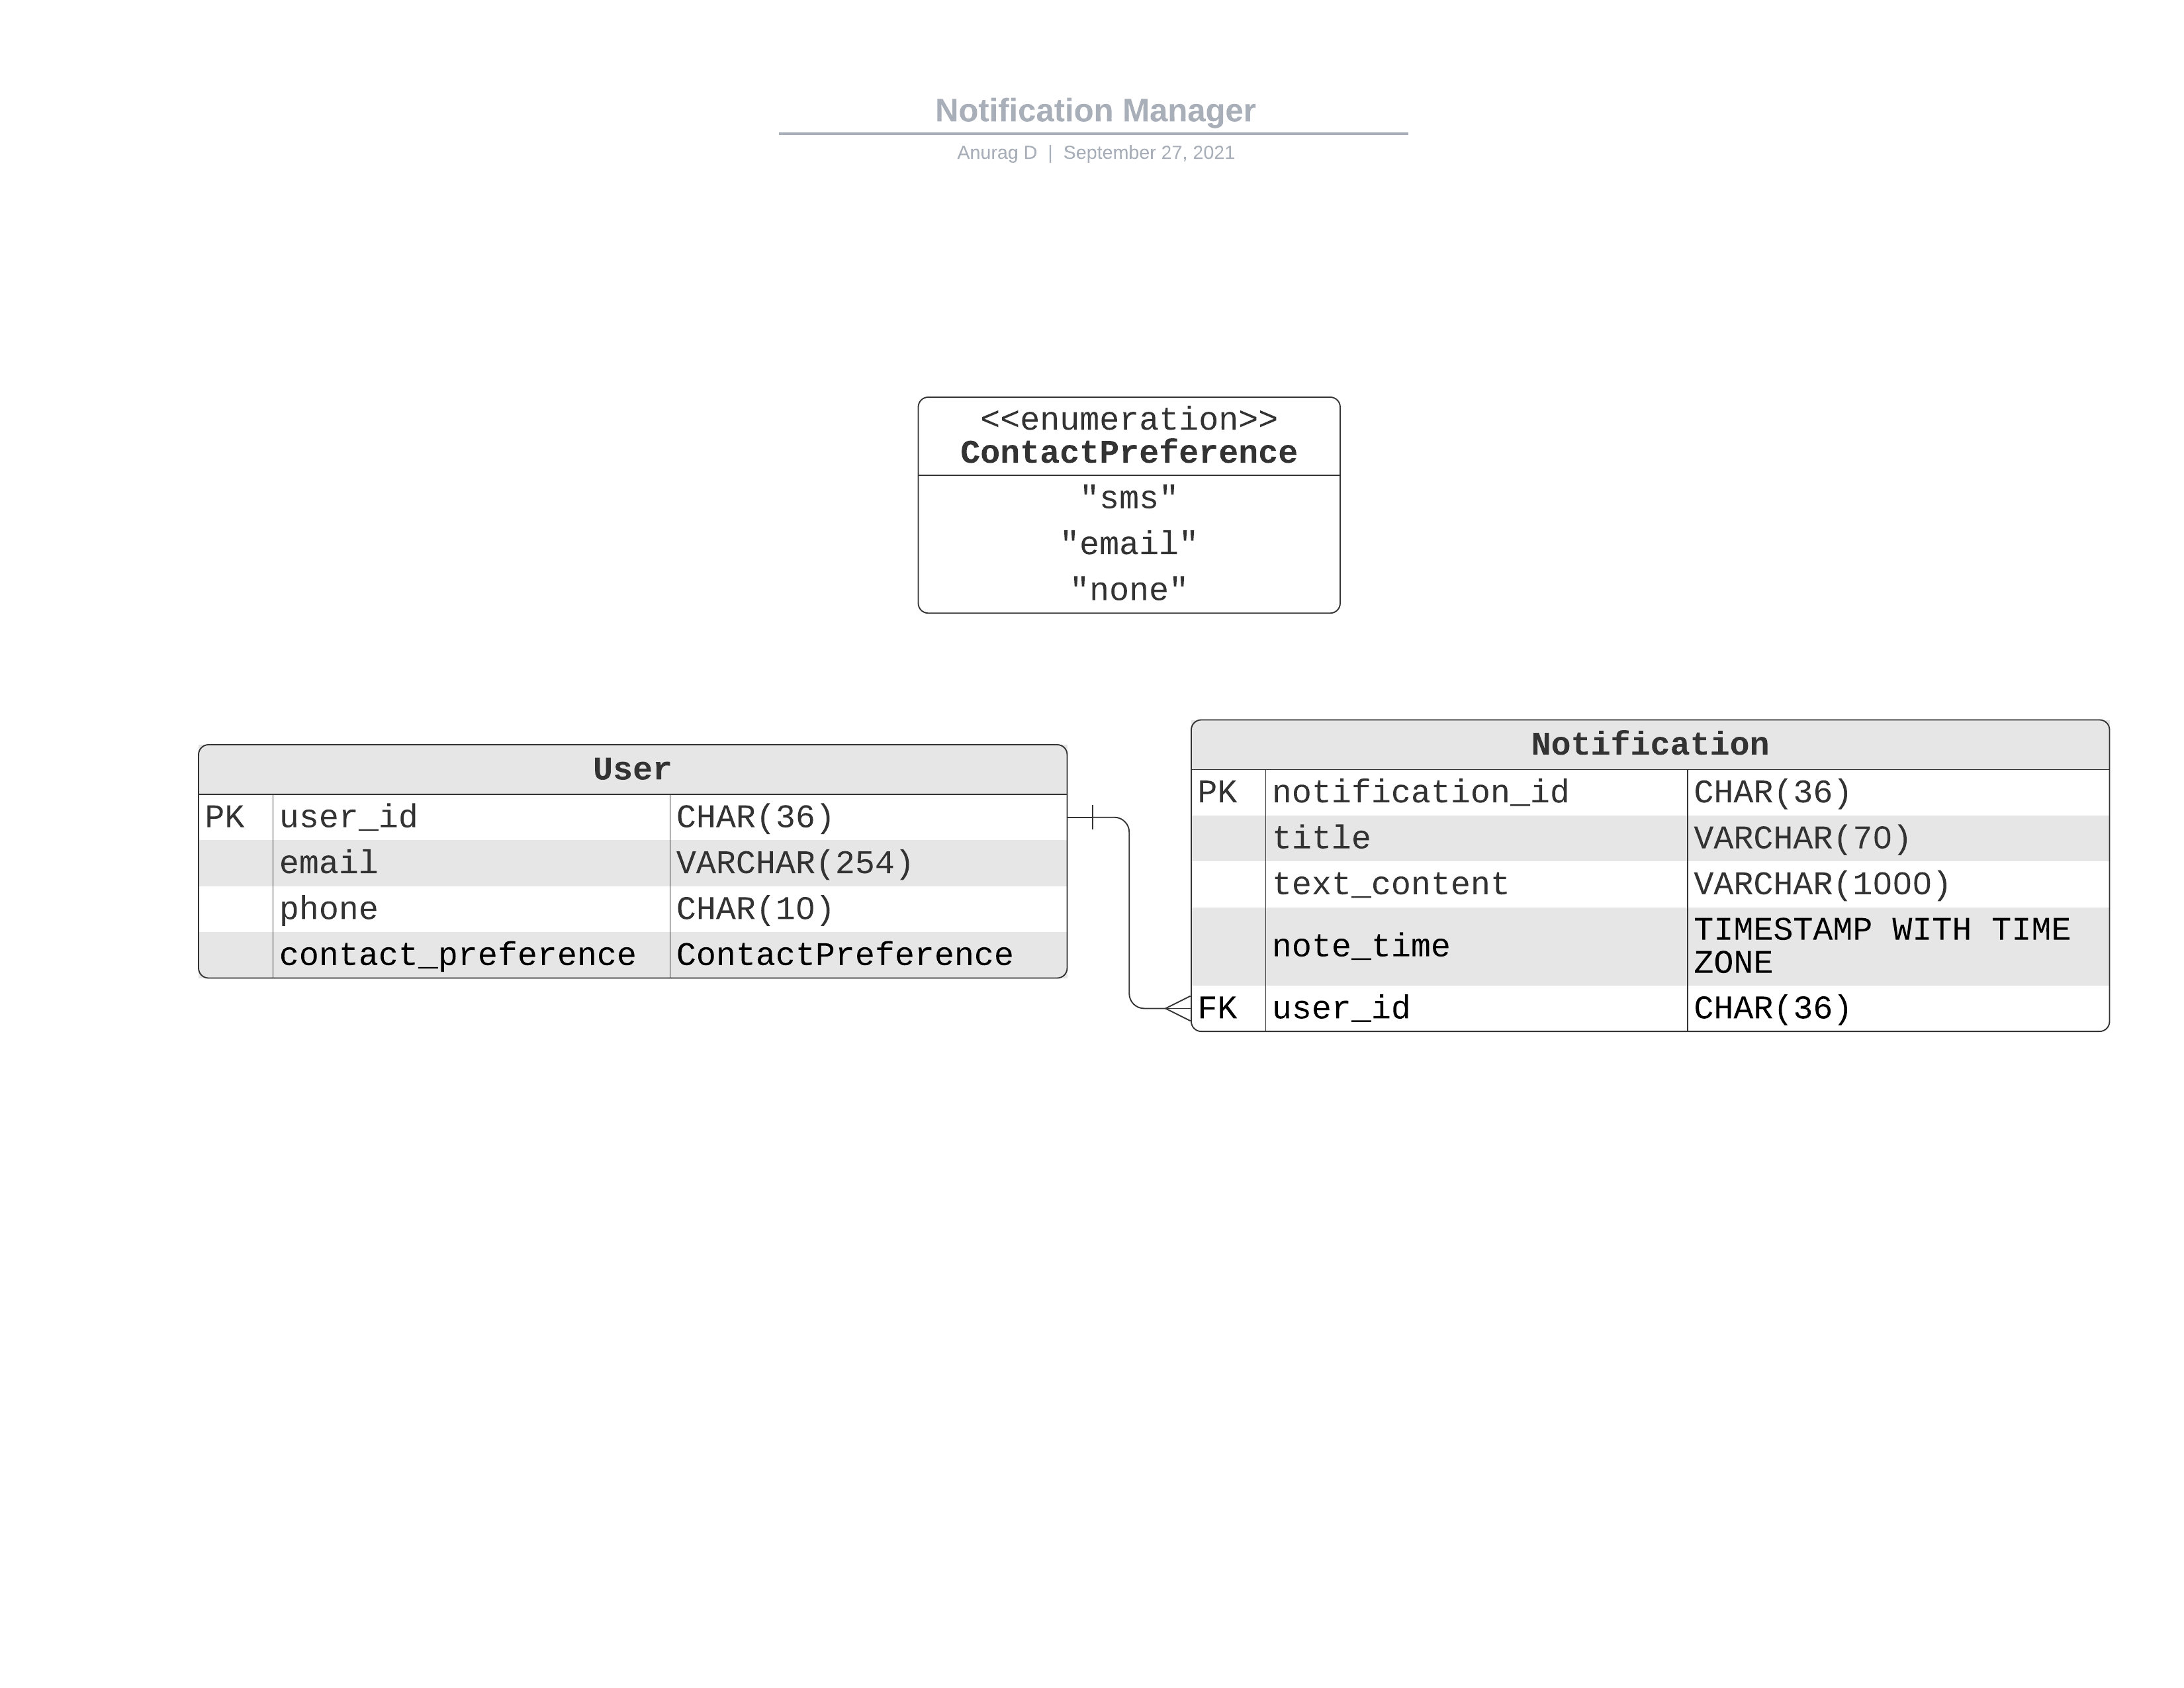 Notification Manager
Anurag D | September 27, 2021
<<enumeration>>
ContactPreference
"sms"
"email"
"none"
User
PK user_id CHAR(36)
email VARCHAR(254)
phone CHAR(10)
contact_preference ContactPreference
Notification
PK notification_id CHAR(36)
title VARCHAR(70)
text_content VARCHAR(1000)
note_time TIMESTAMP WITH TIME
ZONE
FK user_id CHAR(36)